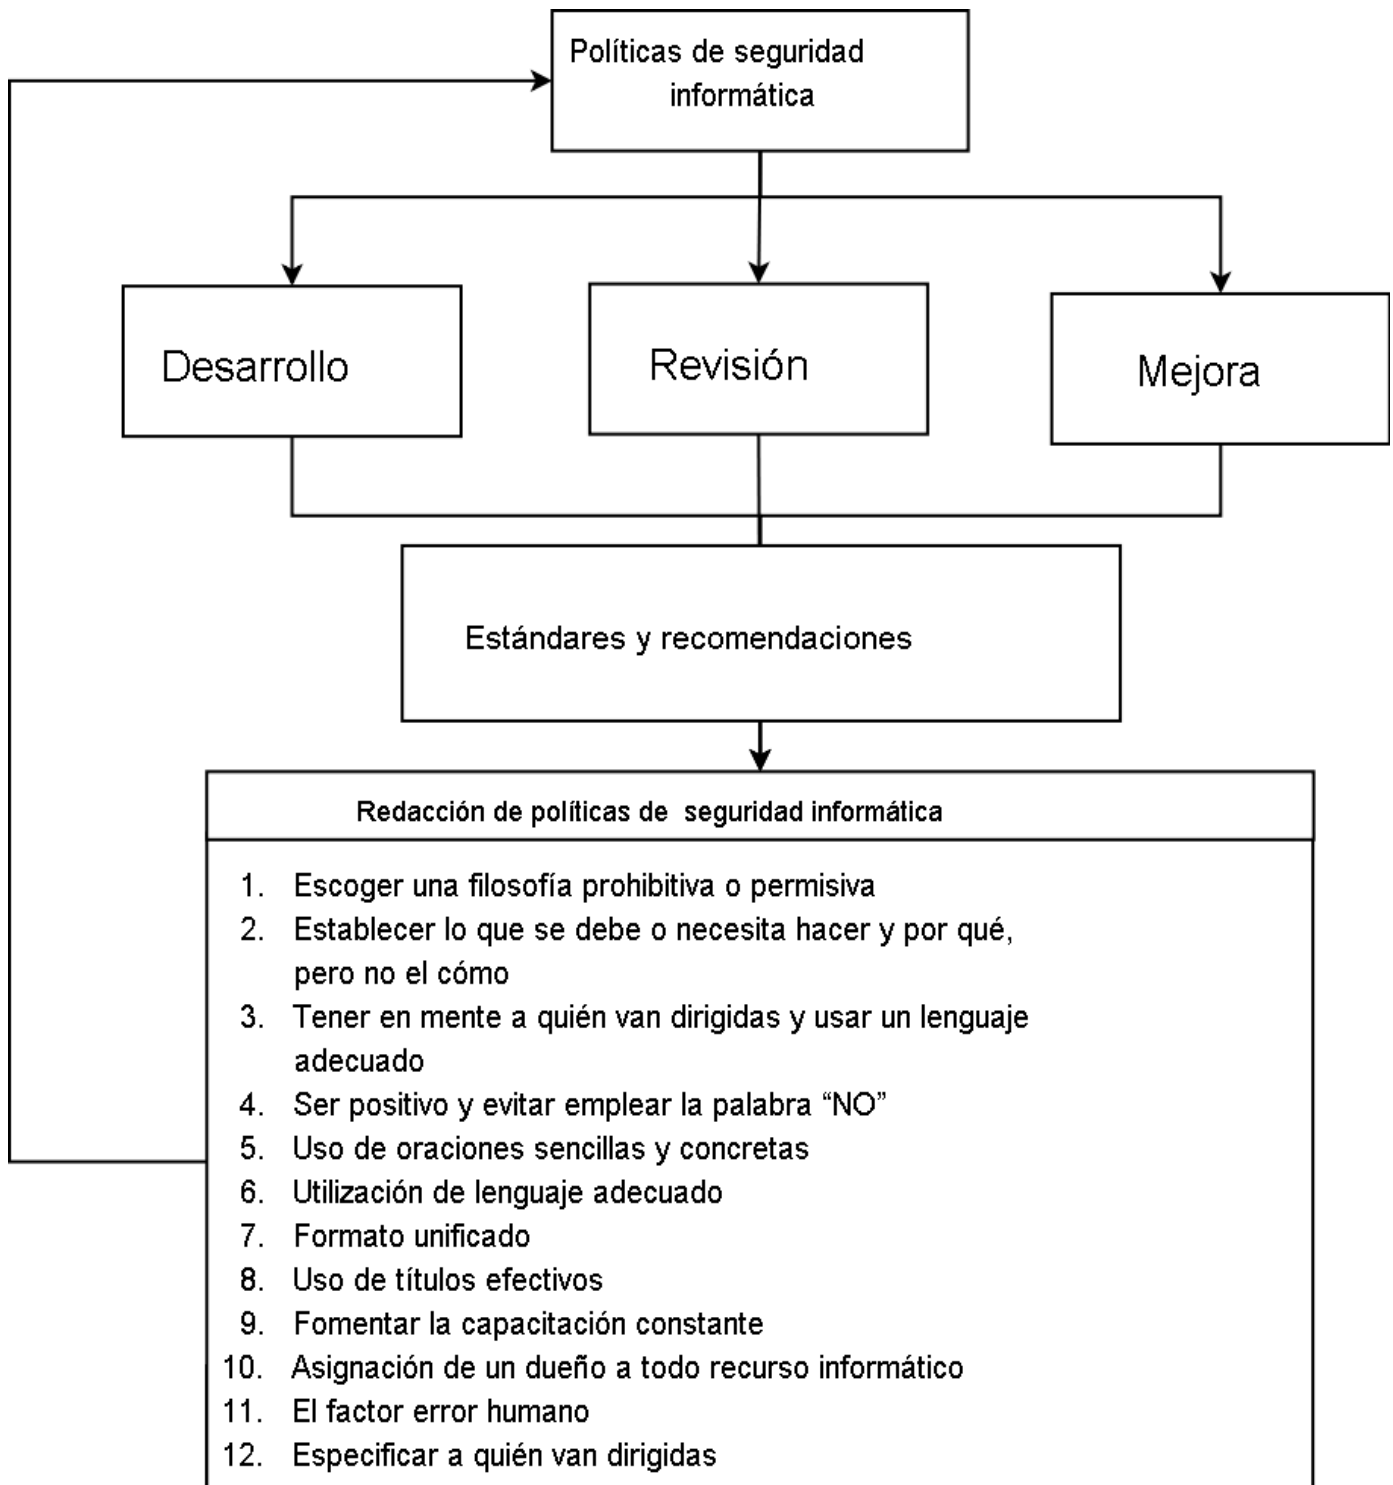 Políticas de seguridad
informática
Desarrollo
Revisión
Mejora
Estándares y recomendaciones
Redacción de políticas de seguridad informática
1. Escoger una filosofía prohibitiva o permisiva
2. Establecer lo que se debe o necesita hacer y por qué,
pero no el cómo
3. Tener en mente a quién van dirigidas y usar un lenguaje
adecuado
4. Ser positivo y evitar emplear la palabra “NO”
5. Uso de oraciones sencillas y concretas
6. Utilización de lenguaje adecuado
7. Formato unificado
8. Uso de títulos efectivos
9. Fomentar la capacitación constante
10. Asignación de un dueño a todo recurso informático
11. El factor error humano
12. Especificar a quién van dirigidas